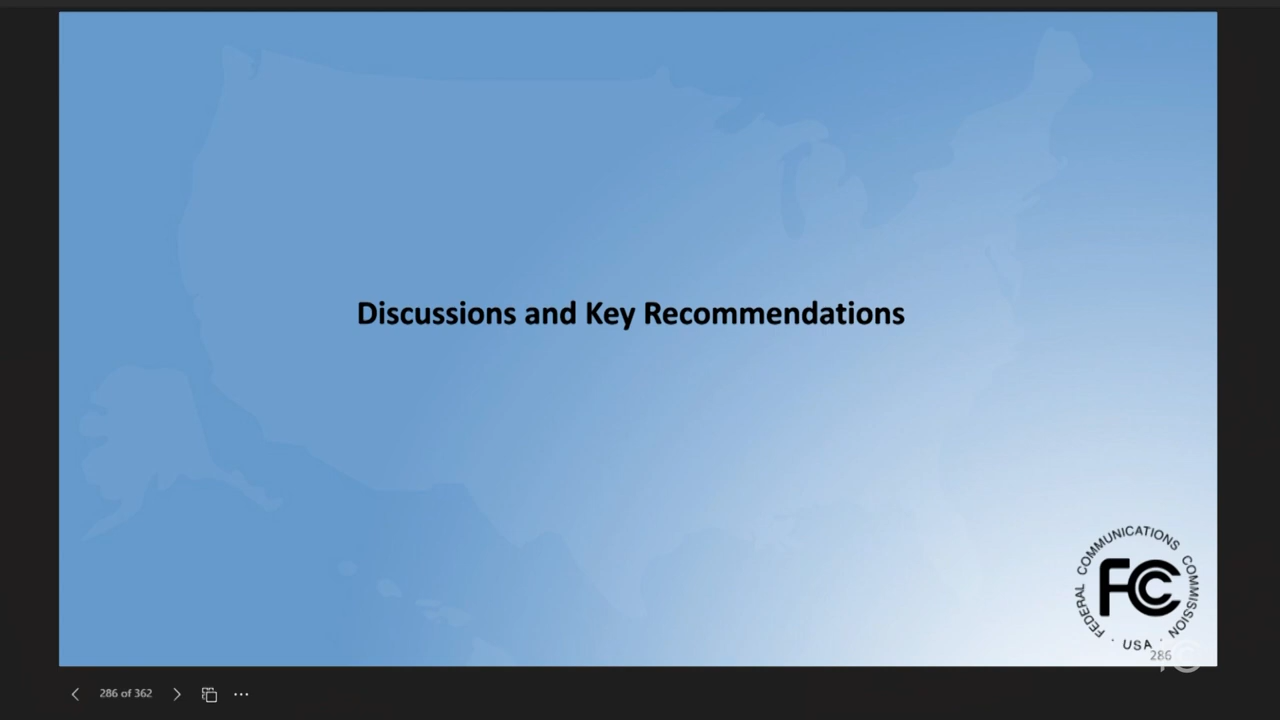 Discussions and Key Recommendations
FEDERAL COMMUNICATIONS COMMISSION
· USA ·
FCC
286
286 of 362